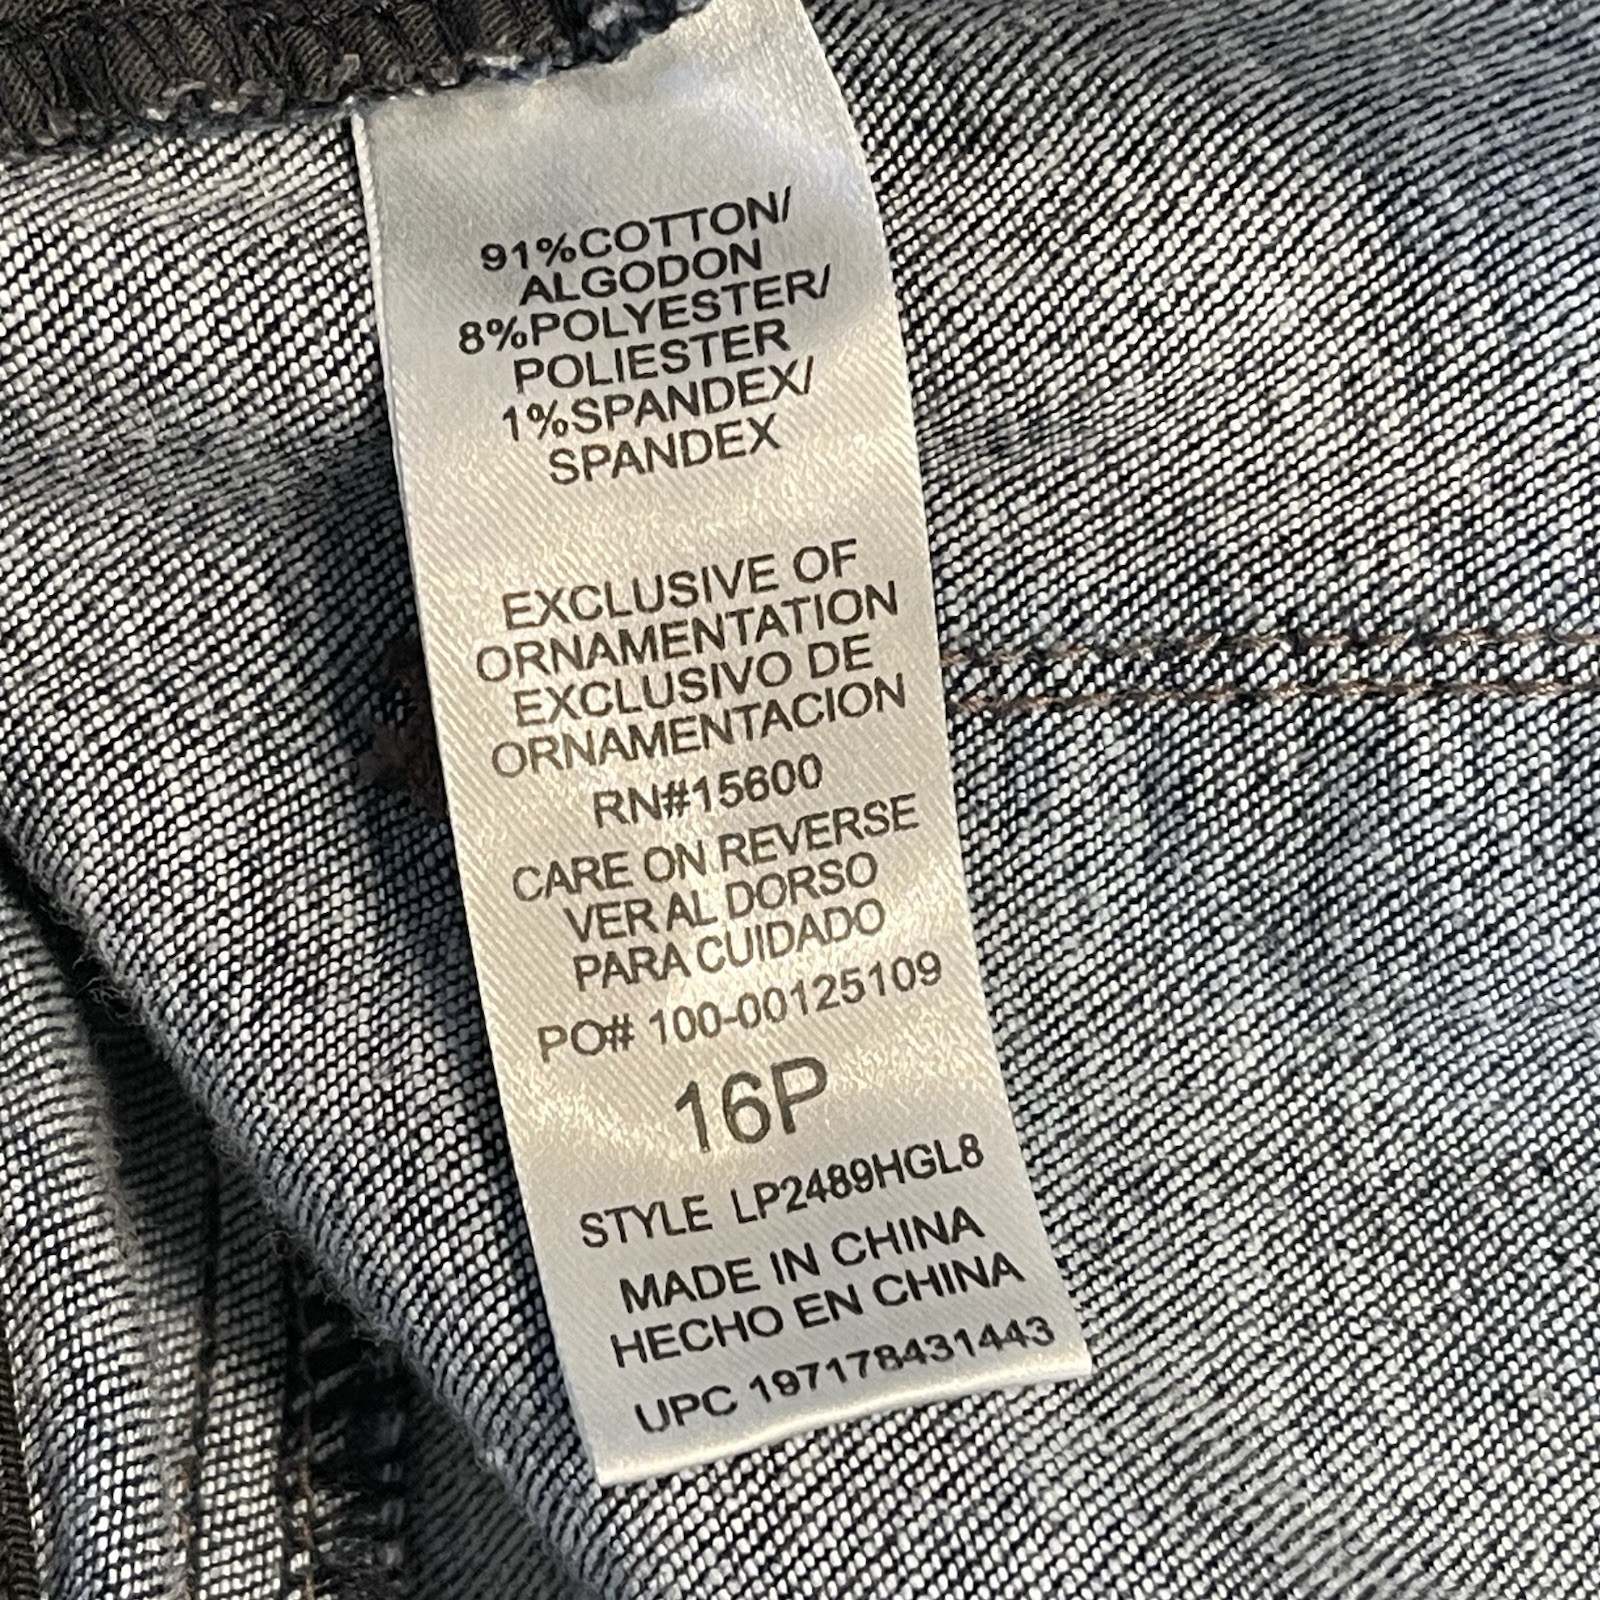 91%COTTON/
ALGODON
8%POLYESTER/
POLIESTER
1%SPANDEX/
SPANDEX
EXCLUSIVE OF
ORNAMENTATION
EXCLUSIVO DE
ORNAMENTACION
RN#15600
CARE ON REVERSE
VER AL DORSO
PARA CUIDADO
PO# 100-00125109
16P
STYLE LP2489HGL8
MADE IN CHINA
HECHO EN CHINA
UPC 197178431443